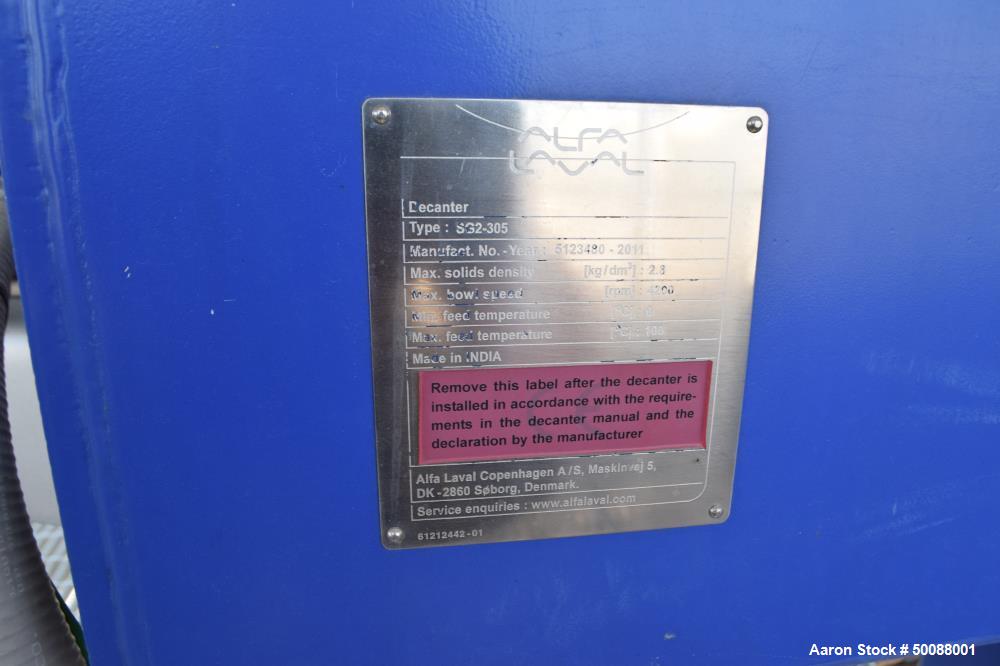 ALFA
LAVAL
Decanter
Type : SG2-305
Manufact. No. - Year : 5123480 - 2011
Max. solids density [kg/dm³] : 2.8
Max. bowl speed [rpm] : 4200
Min. feed temperature [°C] : 0
Max. feed temperature [°C] : 100
Made in INDIA
Remove this label after the decanter is
installed in accordance with the require-
ments in the decanter manual and the
declaration by the manufacturer
Alfa Laval Copenhagen A/S, Maskinvej 5,
DK-2860 Søborg, Denmark.
Service enquiries : www.alfalaval.com
61212442-01
Aaron Stock # 50088001